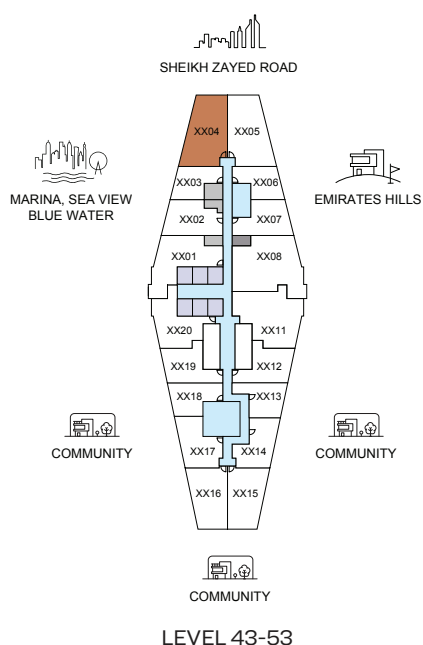 SHEIKH ZAYED ROAD
XX04
XX05
XX03
XX06
MARINA, SEA VIEW
BLUE WATER
EMIRATES HILLS
XX02
XX07
XX01
XX08
XX20
XX11
XX19
XX12
XX18
XX13
COMMUNITY
COMMUNITY
XX17
XX14
XX16
XX15
COMMUNITY
LEVEL 43-53